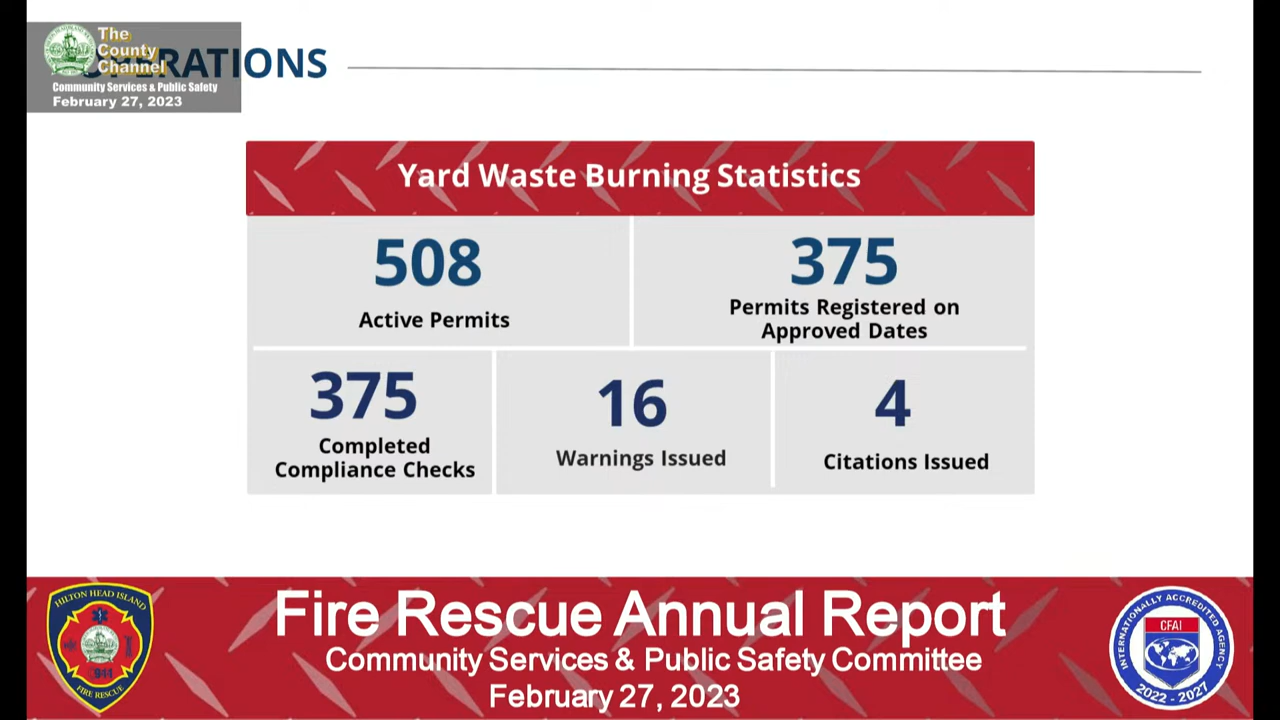 The
County
Channel
Community Services & Public Safety
February 27, 2023
OPERATIONS
Yard Waste Burning Statistics
508
Active Permits
375
Permits Registered on
Approved Dates
375
Completed
Compliance Checks
16
Warnings Issued
4
Citations Issued
HILTON HEAD ISLAND
911
FIRE RESCUE
Fire Rescue Annual Report
Community Services & Public Safety Committee
February 27, 2023
INTERNATIONALLY ACCREDITED AGENCY
CFAI
2022 - 2027